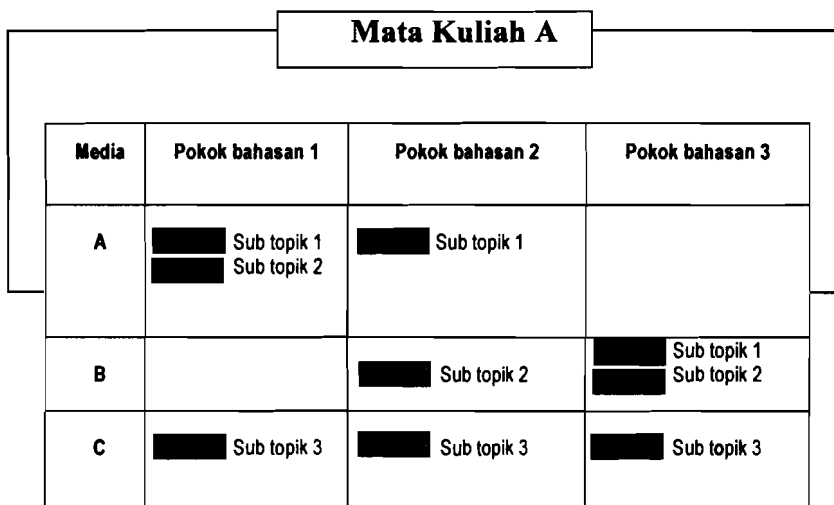 Mata Kuliah A
Media Pokok bahasan 1 Pokok bahasan 2 Pokok bahasan 3
A Sub topik 1 Sub topik 1
Sub topik 2
Sub topik 1
B Sub topik 2 Sub topik 2
C Sub topik 3 Sub topik 3 Sub topik 3